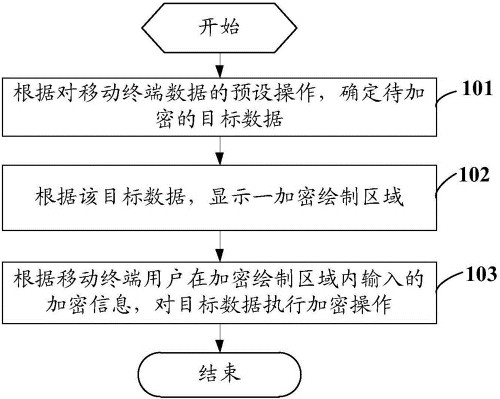 开始
根据对移动终端数据的预设操作，确定待加
密的目标数据
101
根据该目标数据，显示一加密绘制区域
102
根据移动终端用户在加密绘制区域内输入的
加密信息，对目标数据执行加密操作
103
结束